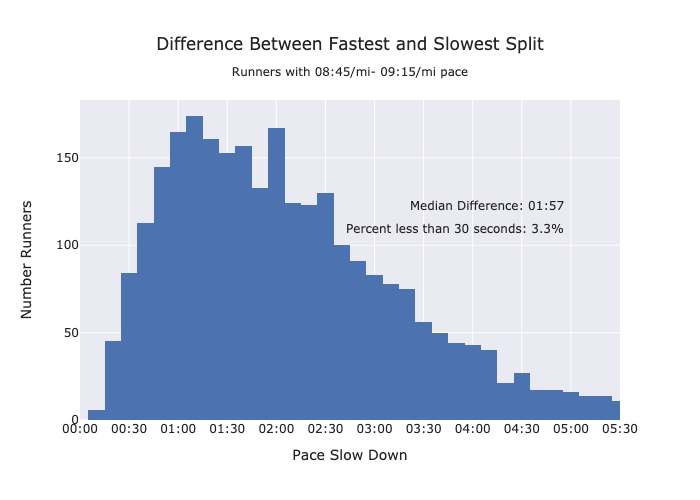 Difference Between Fastest and Slowest Split
Runners with 08:45/mi- 09:15/mi pace
Number Runners
150
100
50
0
Median Difference: 01:57
Percent less than 30 seconds: 3.3%
00:00 00:30 01:00 01:30 02:00 02:30 03:00 03:30 04:00 04:30 05:00 05:30
Pace Slow Down